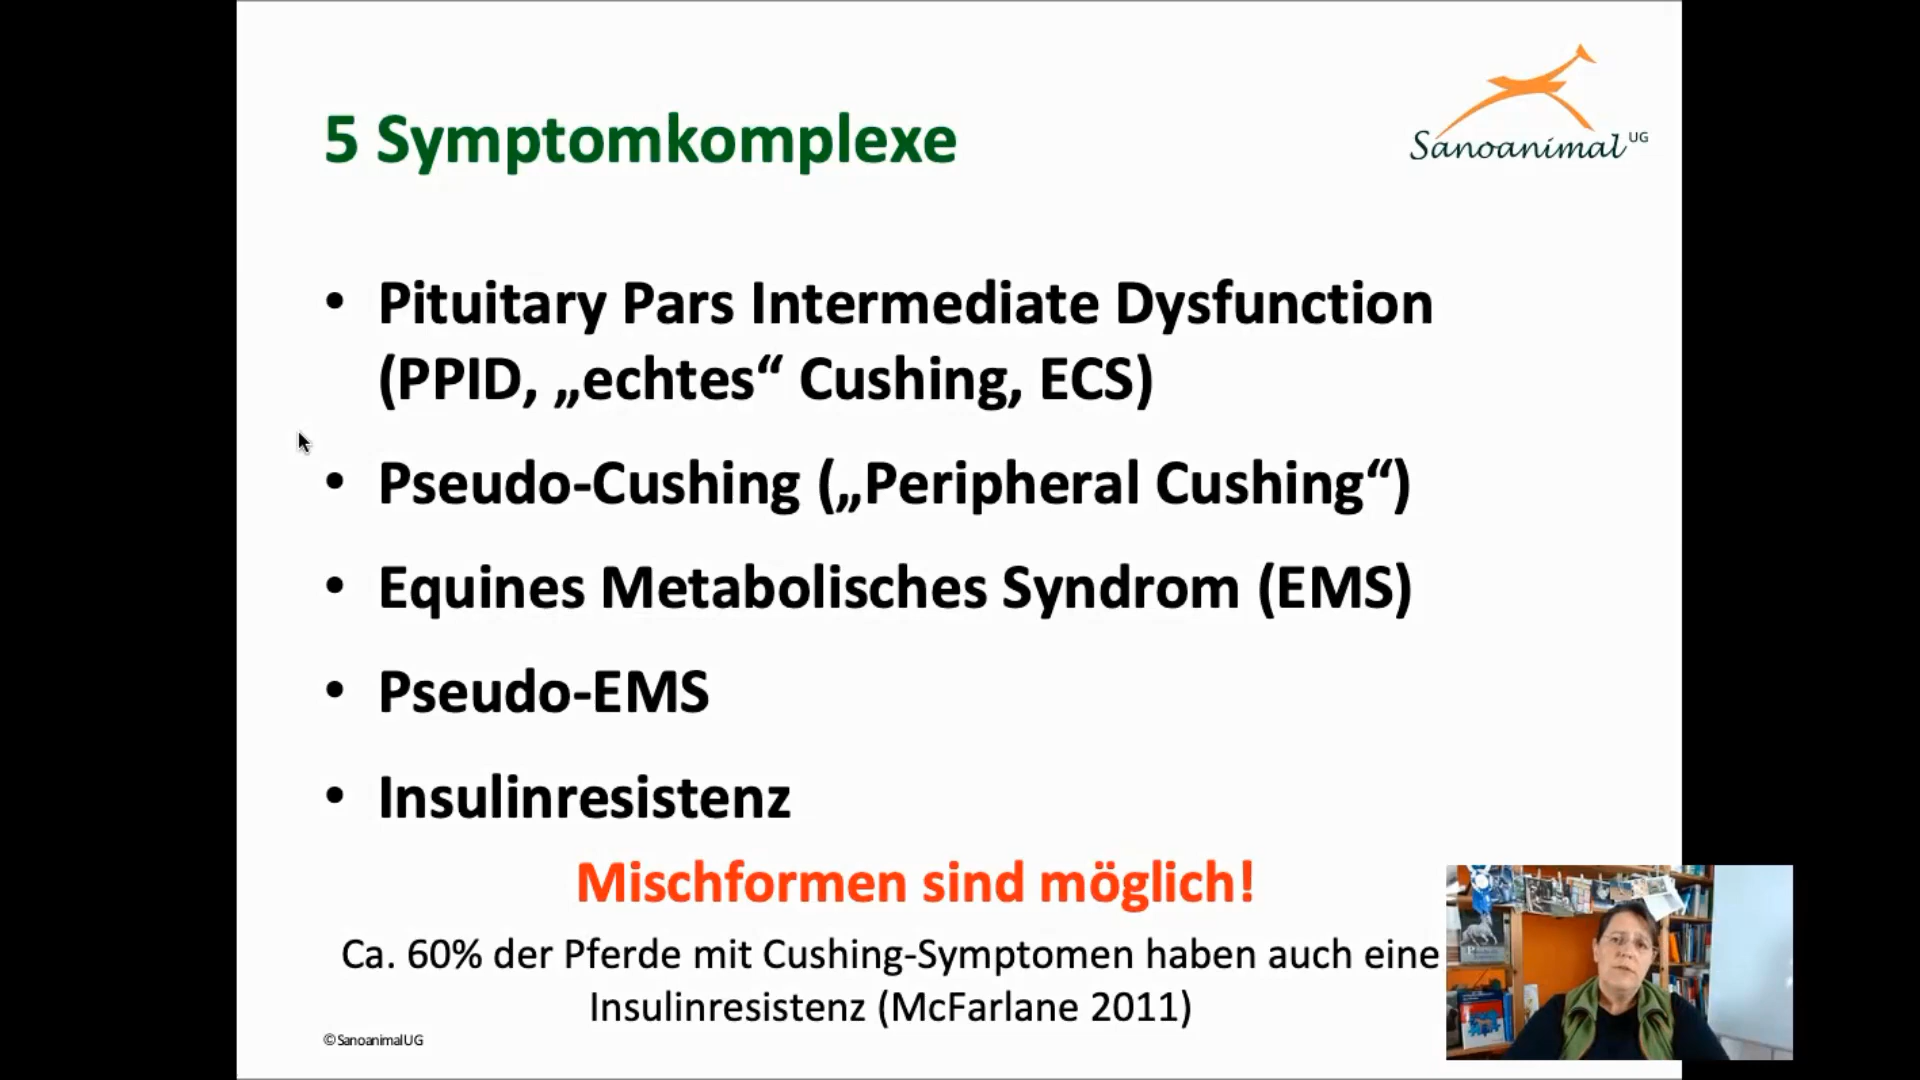 5 Symptomkomplexe
Sanoanimal UG
• Pituitary Pars Intermediate Dysfunction
(PPID, „echtes“ Cushing, ECS)
• Pseudo-Cushing („Peripheral Cushing“)
• Equines Metabolisches Syndrom (EMS)
• Pseudo-EMS
• Insulinresistenz
Mischformen sind möglich!
Ca. 60% der Pferde mit Cushing-Symptomen haben auch eine
Insulinresistenz (McFarlane 2011)
©SanoanimalUG